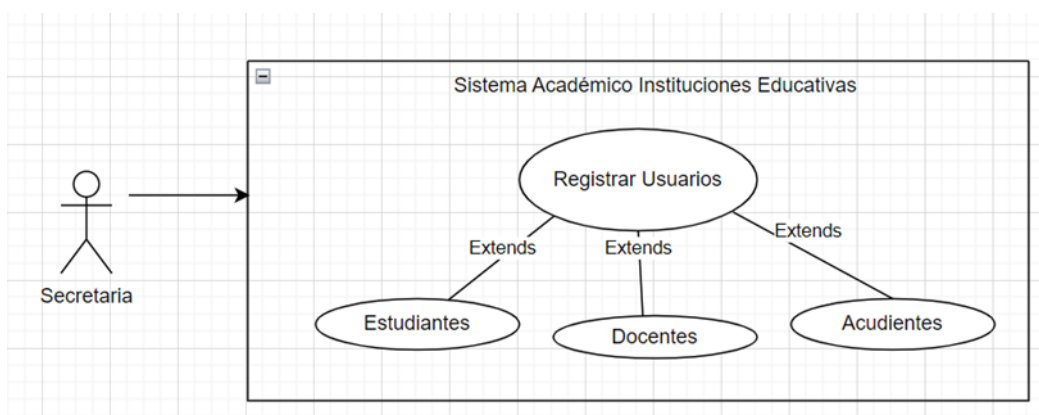 Sistema Académico Instituciones Educativas
Registrar Usuarios
Extends
Extends
Extends
Secretaria
Estudiantes
Docentes
Acudientes